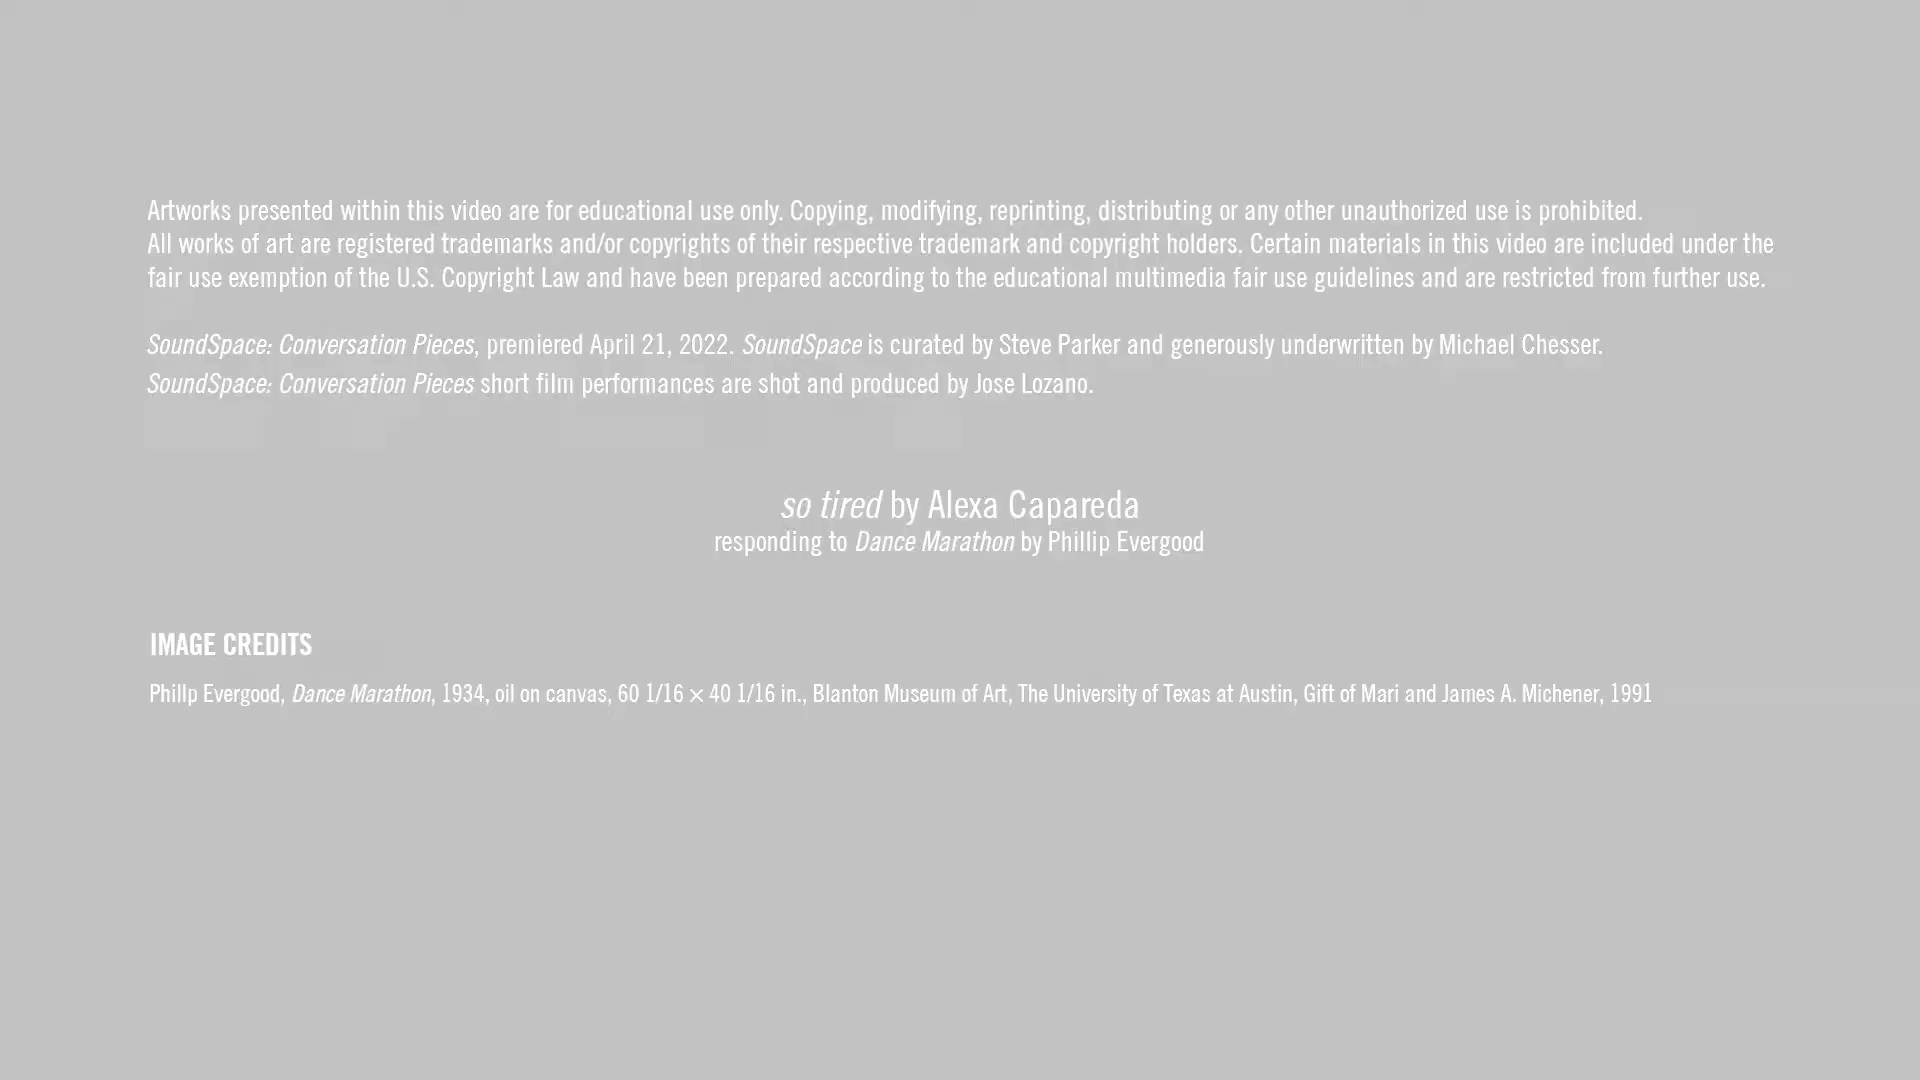 Artworks presented within this video are for educational use only. Copying, modifying, reprinting, distributing or any other unauthorized use is prohibited.
All works of art are registered trademarks and/or copyrights of their respective trademark and copyright holders. Certain materials in this video are included under the
fair use exemption of the U.S. Copyright Law and have been prepared according to the educational multimedia fair use guidelines and are restricted from further use.
SoundSpace: Conversation Pieces, premiered April 21, 2022. SoundSpace is curated by Steve Parker and generously underwritten by Michael Chesser.
SoundSpace: Conversation Pieces short film performances are shot and produced by Jose Lozano.
so tired by Alexa Capareda
responding to Dance Marathon by Phillip Evergood
IMAGE CREDITS
Phillp Evergood, Dance Marathon, 1934, oil on canvas, 60 1/16 × 40 1/16 in., Blanton Museum of Art, The University of Texas at Austin, Gift of Mari and James A. Michener, 1991